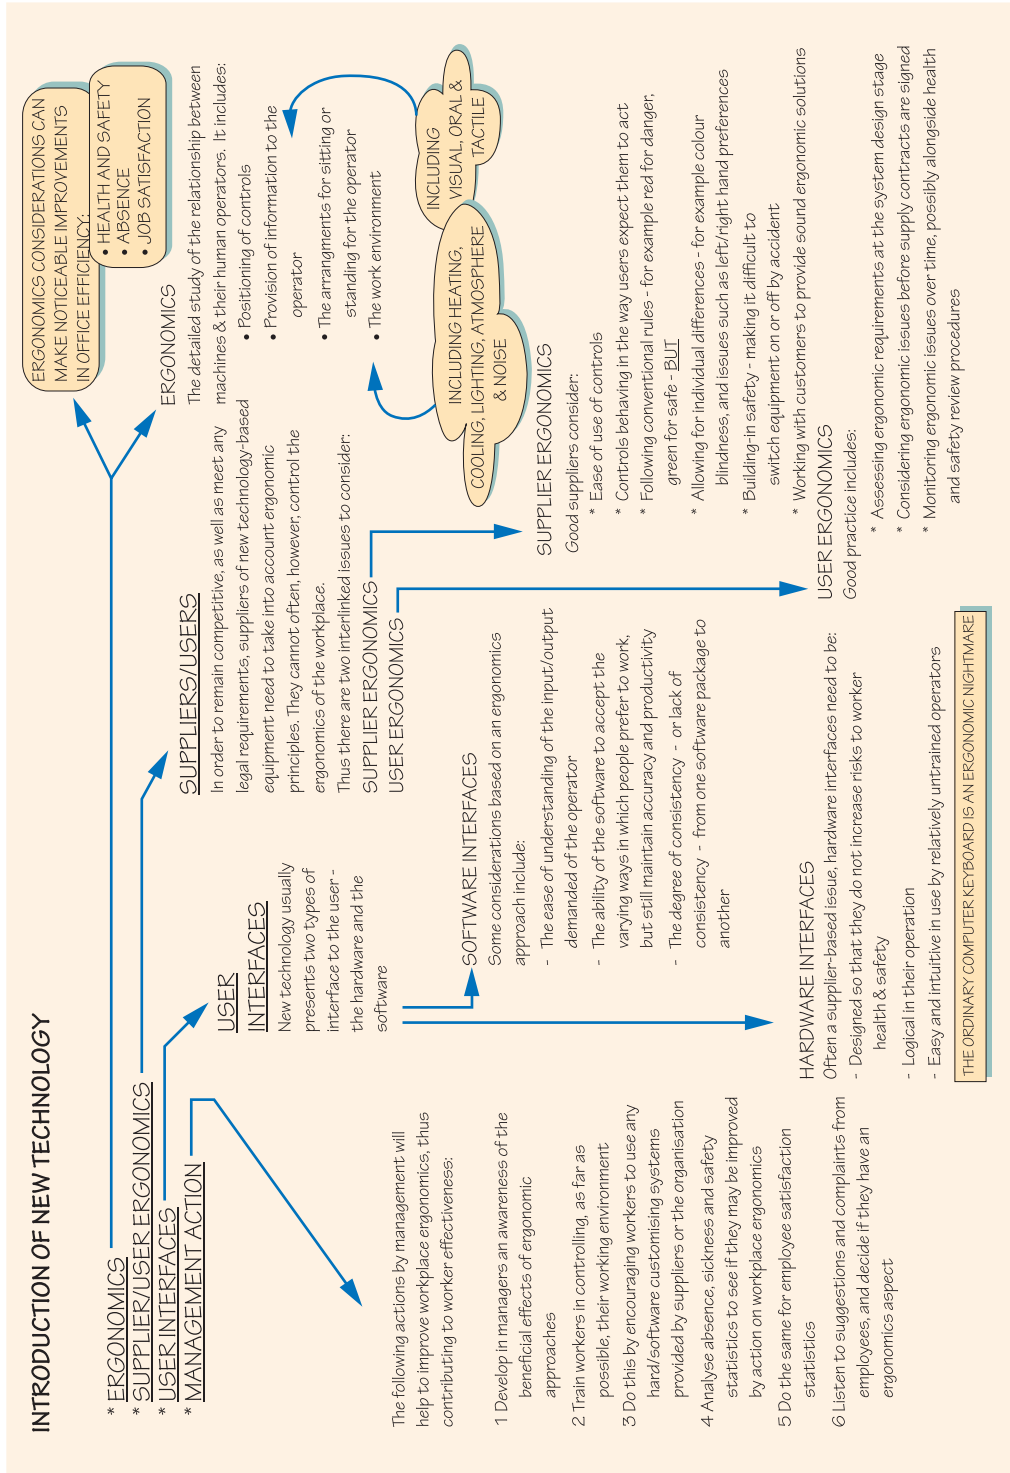 INTRODUCTION OF NEW TECHNOLOGY
* ERGONOMICS
* SUPPLIER/USER ERGONOMICS
* USER INTERFACES
* MANAGEMENT ACTION
ERGONOMICS CONSIDERATIONS CAN
MAKE NOTICEABLE IMPROVEMENTS
IN OFFICE EFFICIENCY:
• HEALTH AND SAFETY
• ABSENCE
• JOB SATISFACTION
ERGONOMICS
The detailed study of the relationship between
machines & their human operators. It includes:
• Positioning of controls
• Provision of information to the
operator
• The arrangments for sitting or
standing for the operator
• The work environment
INCLUDING
VISUAL, ORAL &
TACTILE
INCLUDING HEATING,
COOLING, LIGHTING, ATMOSPHERE
& NOISE
SUPPLIERS/USERS
In order to remain competitive, as well as meet any
legal requirements, suppliers of new technology-based
equipment need to take into account ergonomic
principles. They cannot often, however, control the
ergonomics of the workplace.
Thus there are two interlinked issues to consider:
SUPPLIER ERGONOMICS
USER ERGONOMICS
SUPPLIER ERGONOMICS
Good suppliers consider:
* Ease of use of controls
* Controls behaving in the way users expect them to act
* Following conventional rules - for example red for danger,
green for safe - BUT
* Allowing for individual differences - for example colour
blindness, and issues such as left/right hand preferences
* Building-in safety - making it difficult to
switch equipment on or off by accident
* Working with customers to provide sound ergonomic solutions
USER ERGONOMICS
Good practice includes:
* Assessing ergonomic requirements at the system design stage
* Considering ergonomic issues before supply contracts are signed
* Monitoring ergonomic issues over time, possibly alongside health
and safety review procedures
USER
INTERFACES
New technology usually
presents two types of
interface to the user -
the hardware and the
software
SOFTWARE INTERFACES
Some considerations based on an ergonomics
approach include:
- The ease of understanding of the input/output
demanded of the operator
- The ability of the software to accept the
varying ways in which people prefer to work,
but still maintain accuracy and productivity
- The degree of consistency - or lack of
consistency - from one software package to
another
HARDWARE INTERFACES
Often a supplier-based issue, hardware interfaces need to be:
- Designed so that they do not increase risks to worker
health & safety
- Logical in their operation
- Easy and intuitive in use by relatively untrained operators
THE ORDINARY COMPUTER KEYBOARD IS AN ERGONOMIC NIGHTMARE
The following actions by management will
help to improve workplace ergonomics, thus
contributing to worker effectiveness:
1 Develop in managers an awareness of the
beneficial effects of ergonomic
approaches
2 Train workers in controlling, as far as
possible, their working environment
3 Do this by encouraging workers to use any
hard/software customising systems
provided by suppliers or the organisation
4 Analyse absence, sickness and safety
statistics to see if they may be improved
by action on workplace ergonomics
5 Do the same for employee satisfaction
statistics
6 Listen to suggestions and complaints from
employees, and decide if they have an
ergonomics aspect